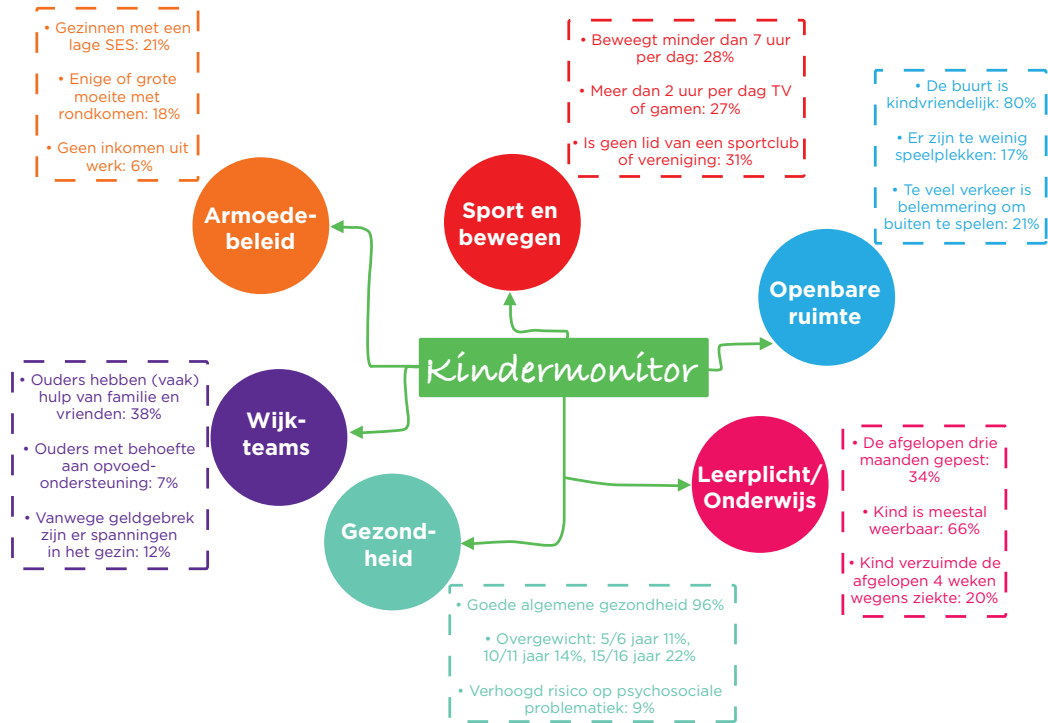 • Gezinnen met een
lage SES: 21%
• Enige of grote
moeite met
rondkomen: 18%
• Geen inkomen uit
werk: 6%
Armoede-
beleid
• Beweegt minder dan 7 uur
per dag: 28%
• Meer dan 2 uur per dag TV
of gamen: 27%
• Is geen lid van een sportclub
of vereniging: 31%
Sport en
bewegen
• De buurt is
kindvriendelijk: 80%
• Er zijn te weinig
speelplekken: 17%
• Te veel verkeer is
belemmering om
buiten te spelen: 21%
Openbare
ruimte
Kindermonitor
• Ouders hebben (vaak)
hulp van familie en
vrienden: 38%
• Ouders met behoefte
aan opvoed-
ondersteuning: 7%
• Vanwege geldgebrek
zijn er spanningen
in het gezin: 12%
Wijk-
teams
Gezond-
heid
• Goede algemene gezondheid 96%
• Overgewicht: 5/6 jaar 11%,
10/11 jaar 14%, 15/16 jaar 22%
• Verhoogd risico op psychosociale
problematiek: 9%
Leerplicht/
Onderwijs
• De afgelopen drie
maanden gepest:
34%
• Kind is meestal
weerbaar: 66%
• Kind verzuimde de
afgelopen 4 weken
wegens ziekte: 20%